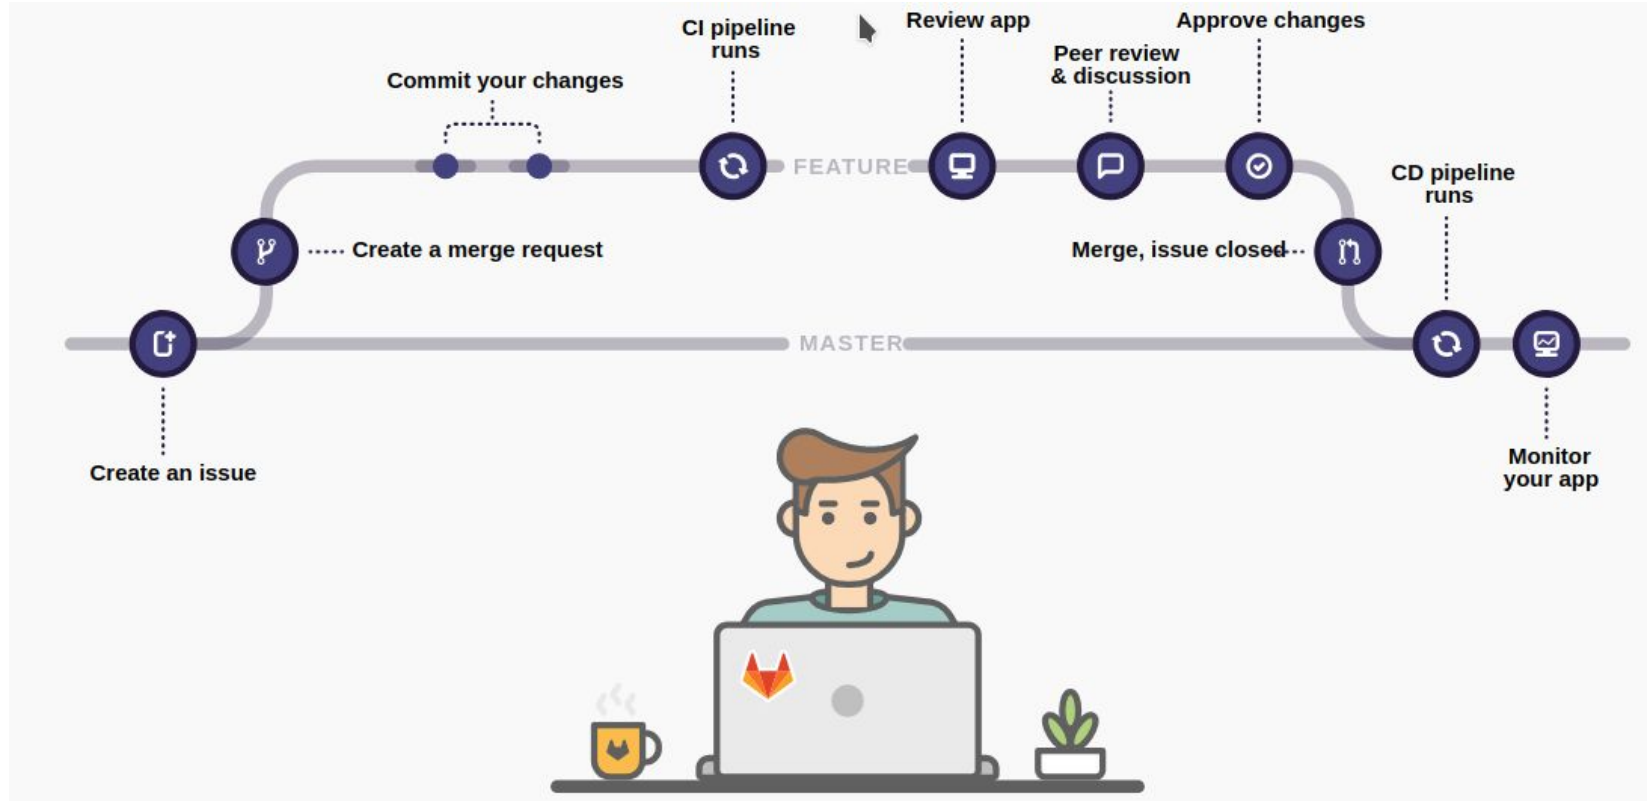 CI pipeline
runs
Review app
Approve changes
Peer review
& discussion
Commit your changes
FEATURE
CD pipeline
runs
Create a merge request
Merge, issue closed
MASTER
Create an issue
Monitor
your app